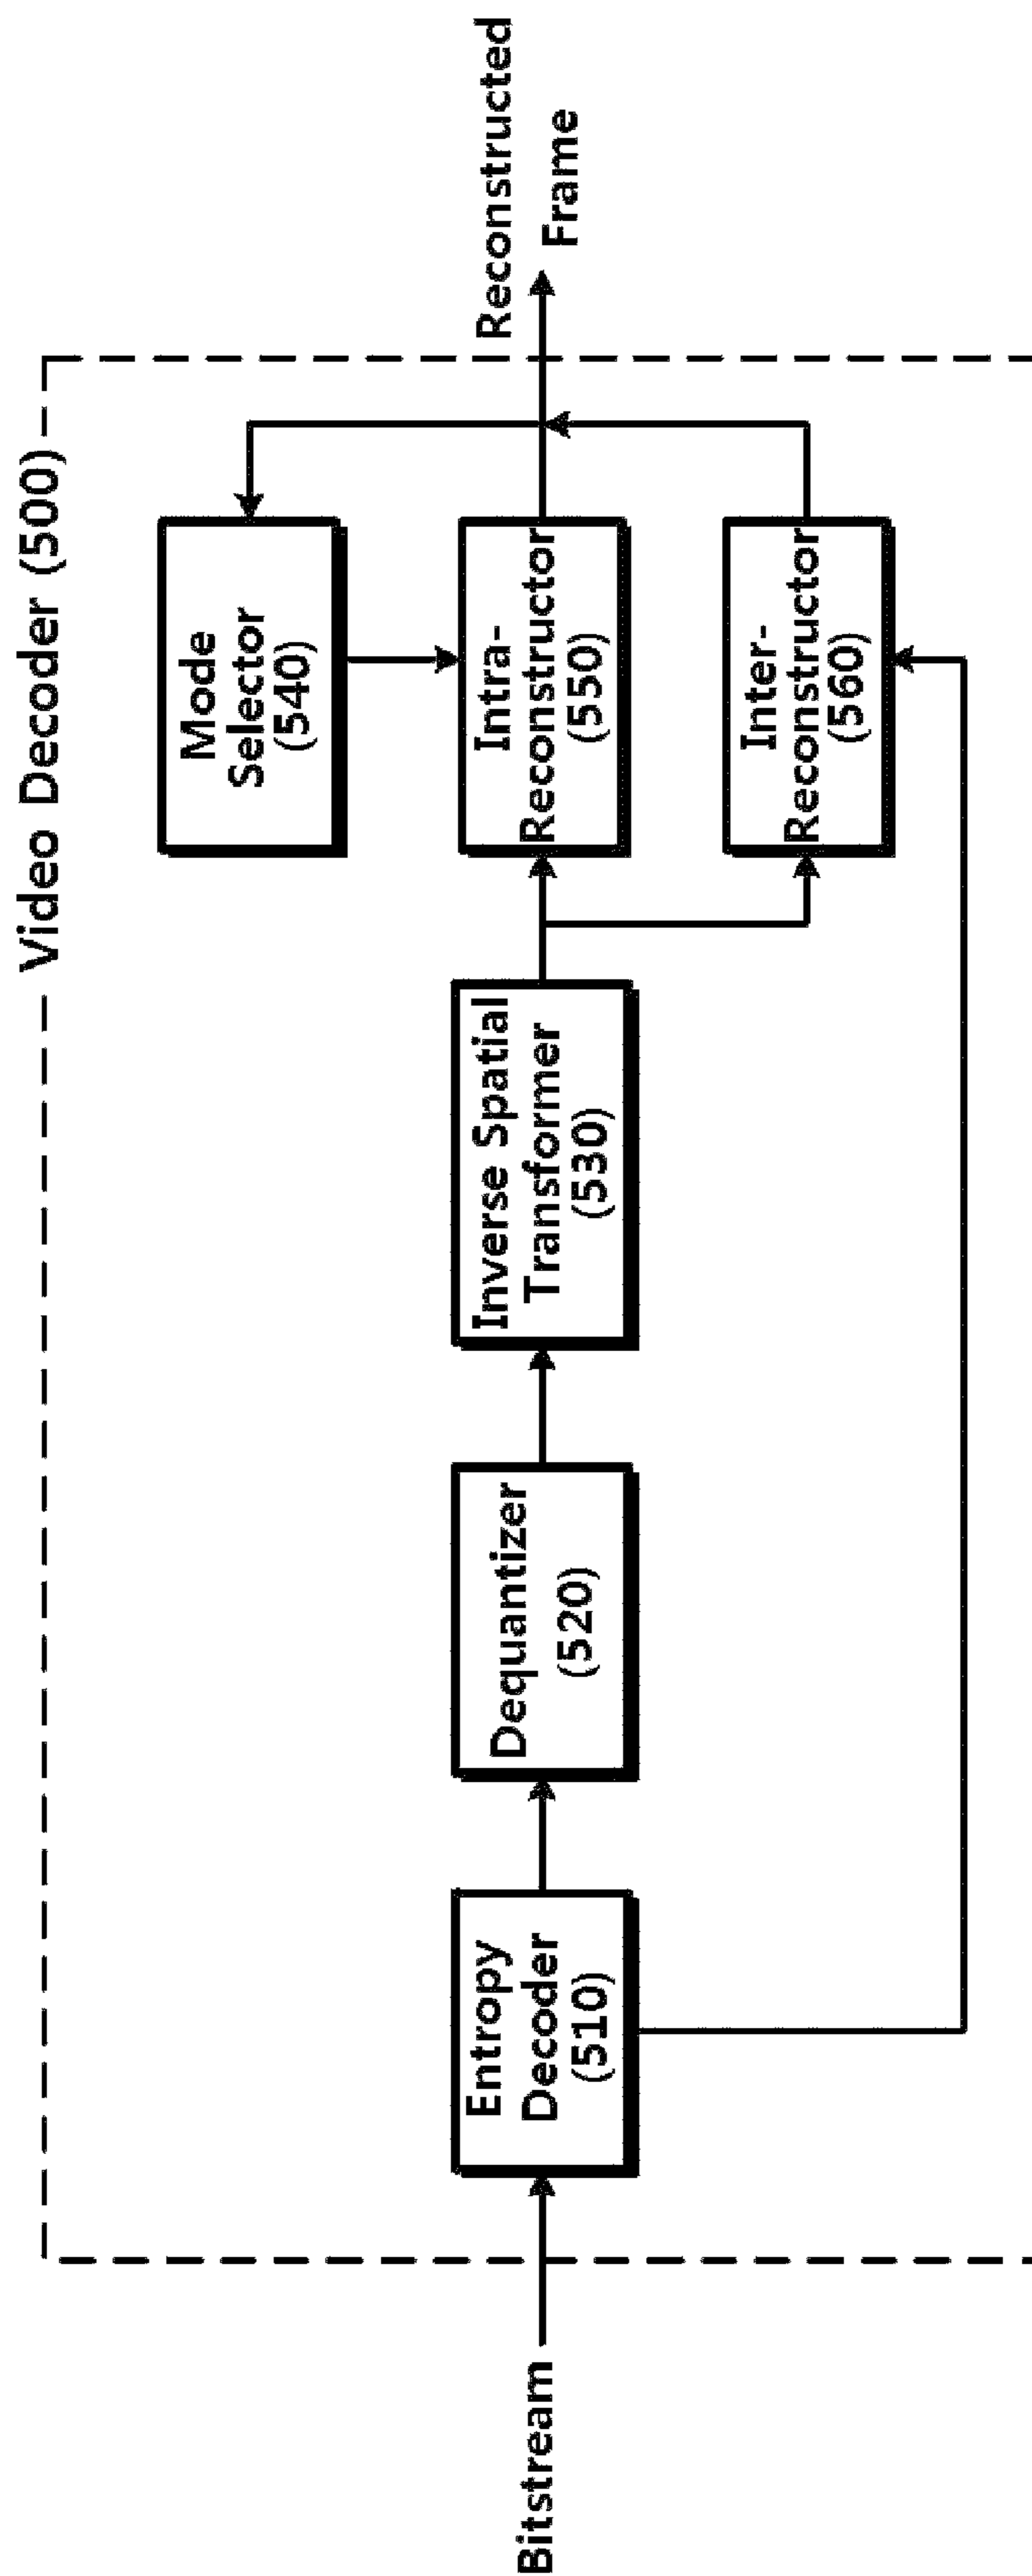 Video Decoder (500)
Bitstream
Entropy
Decoder
(510)
Dequantizer
(520)
Inverse Spatial
Transformer
(530)
Mode
Selector
(540)
Intra-
Reconstructor
(550)
Inter-
Reconstructor
(560)
Reconstructed
Frame